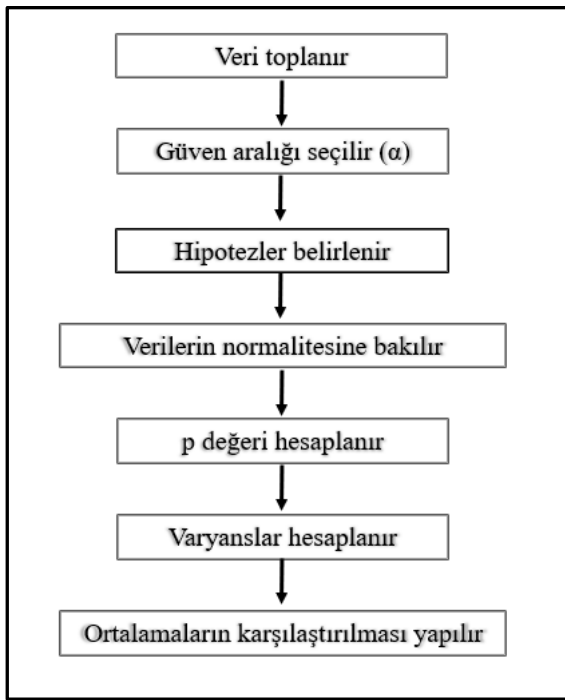 Veri toplanır
Güven aralığı seçilir (α)
Hipotezler belirlenir
Verilerin normalitesine bakılır
p değeri hesaplanır
Varyanslar hesaplanır
Ortalamaların karşılaştırılması yapılır